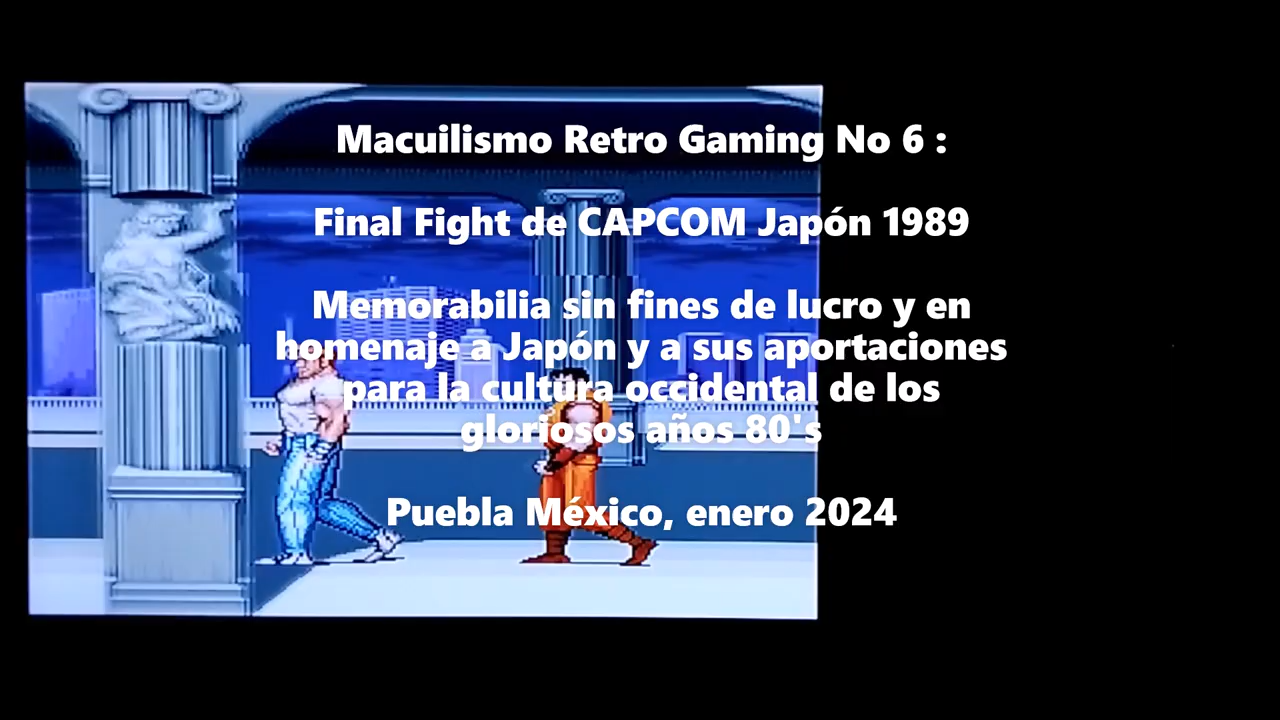 Macuilismo Retro Gaming No 6 :
Final Fight de CAPCOM Japón 1989
Memorabilia sin fines de lucro y en
homenaje a Japón y a sus aportaciones
para la cultura occidental de los
gloriosos años 80's
Puebla México, enero 2024